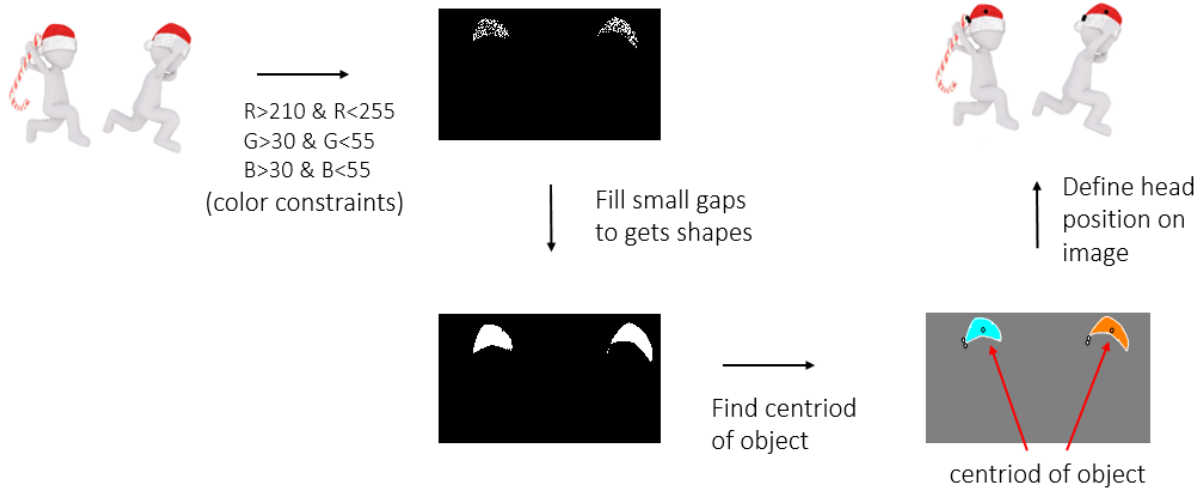 R>210 & R<255
G>30 & G<55
B>30 & B<55
(color constraints)
Fill small gaps
to gets shapes
Find centriod
of object
centriod of object
Define head
position on
image